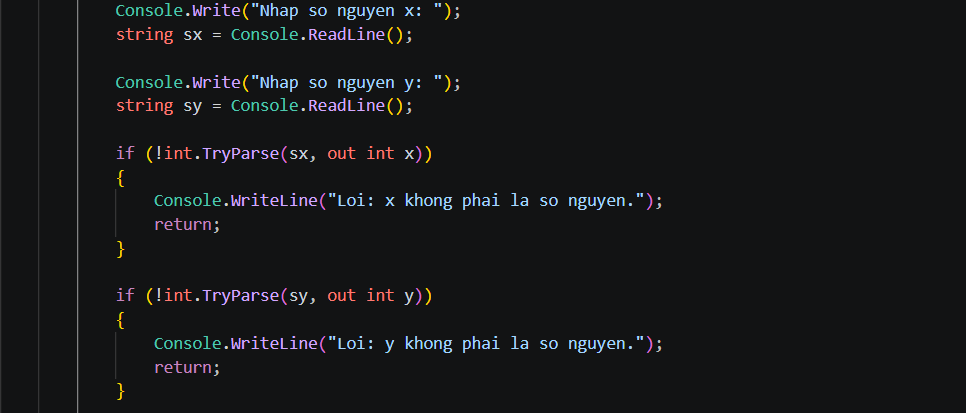 Console.Write("Nhap so nguyen x: ");
string sx = Console.ReadLine();
Console.Write("Nhap so nguyen y: ");
string sy = Console.ReadLine();
if (!int.TryParse(sx, out int x))
{
Console.WriteLine("Loi: x khong phai la so nguyen.");
return;
}
if (!int.TryParse(sy, out int y))
{
Console.WriteLine("Loi: y khong phai la so nguyen.");
return;
}